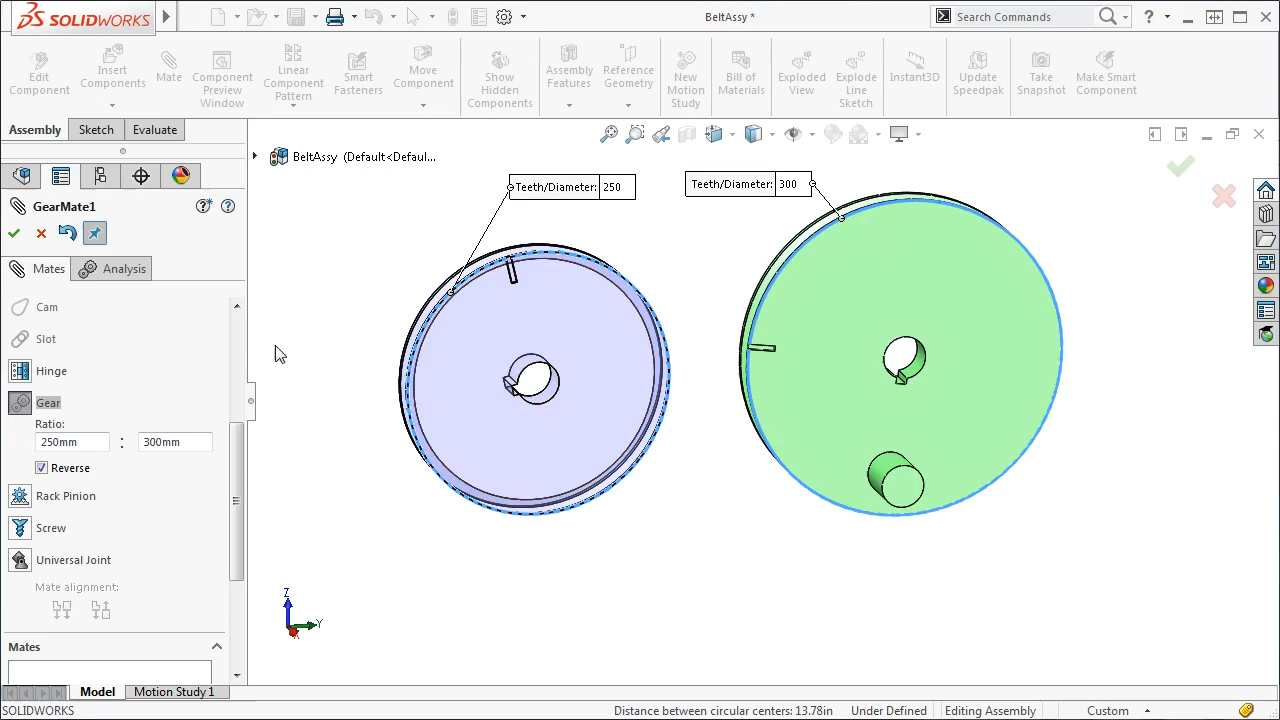 SOLIDWORKS
BeltAssy *
Search Commands
?
Edit Component
Insert Components
Mate
Component Preview Window
Linear Component Pattern
Smart Fasteners
Move Component
Show Hidden Components
Assembly Features
Reference Geometry
New Motion Study
Bill of Materials
Exploded View
Explode Line Sketch
Instant3D
Update Speedpak
Take Snapshot
Make Smart Component
Assembly
Sketch
Evaluate
BeltAssy (Default<Defaul...
GearMate1
Teeth/Diameter: 250
Teeth/Diameter: 300
Mates
Analysis
Cam
Slot
Hinge
Gear
Ratio:
250mm : 300mm
Reverse
Rack Pinion
Screw
Universal Joint
Mate alignment:
Mates
Z
Y
X
Model
Motion Study 1
SOLIDWORKS
Distance between circular centers: 13.78in
Under Defined
Editing Assembly
Custom